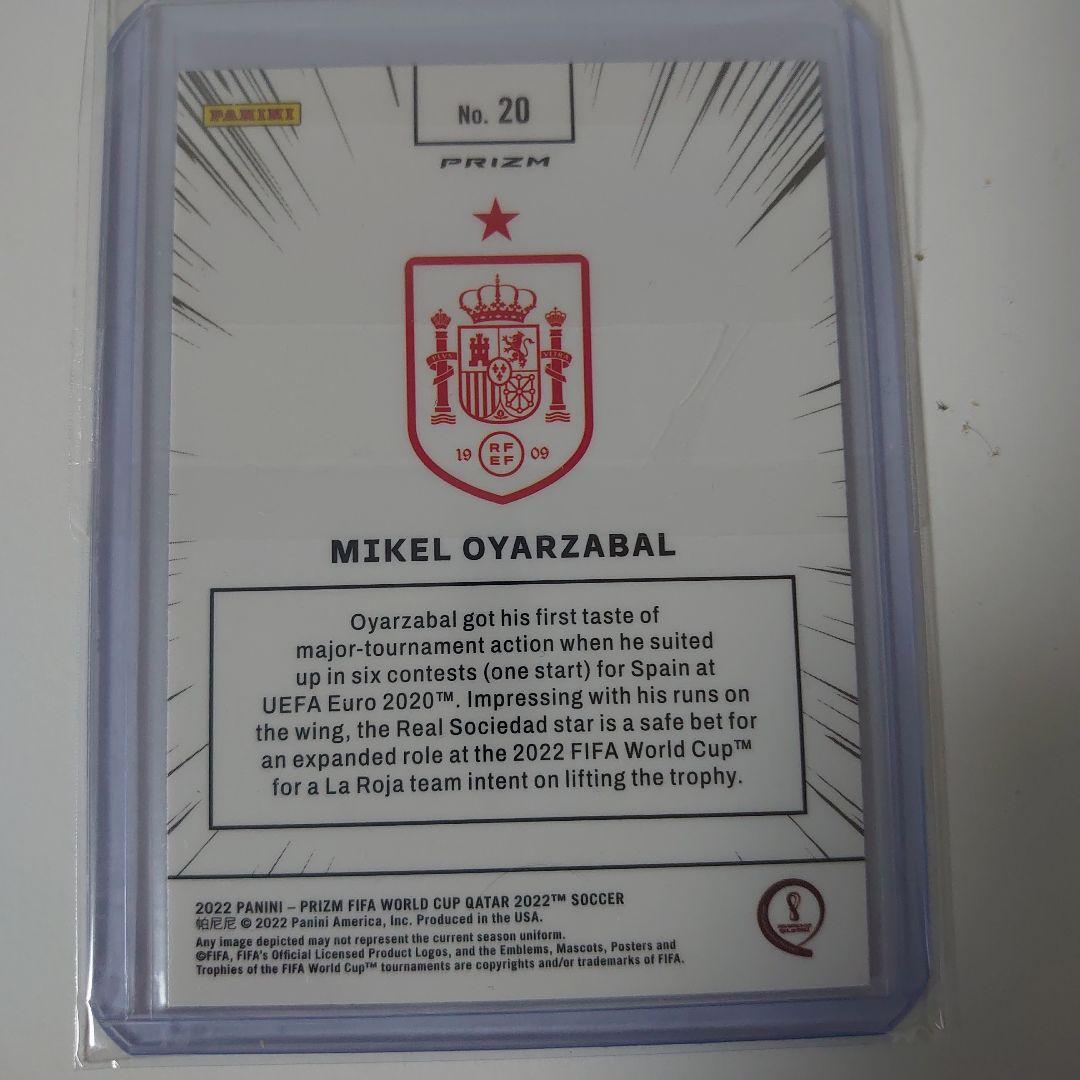 PANINI
No. 20
PRIZM
19 RF EF 09
MIKEL OYARZABAL
Oyarzabal got his first taste of
major-tournament action when he suited
up in six contests (one start) for Spain at
UEFA Euro 2020™. Impressing with his runs on
the wing, the Real Sociedad star is a safe bet for
an expanded role at the 2022 FIFA World Cup™
for a La Roja team intent on lifting the trophy.
2022 PANINI – PRIZM FIFA WORLD CUP QATAR 2022™ SOCCER
帕尼尼 © 2022 Panini America, Inc. Produced in the USA.
Any image depicted may not represent the current season uniform.
©FIFA, FIFA's Official Licensed Product Logos, and the Emblems, Mascots, Posters and
Trophies of the FIFA World Cup™ tournaments are copyrights and/or trademarks of FIFA.